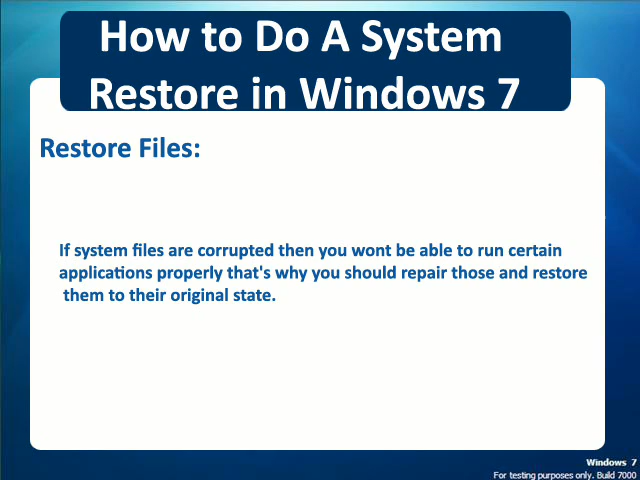 How to Do A System
Restore in Windows 7
Restore Files:
If system files are corrupted then you wont be able to run certain
applications properly that's why you should repair those and restore
them to their original state.
Windows 7
For testing purposes only. Build 7000